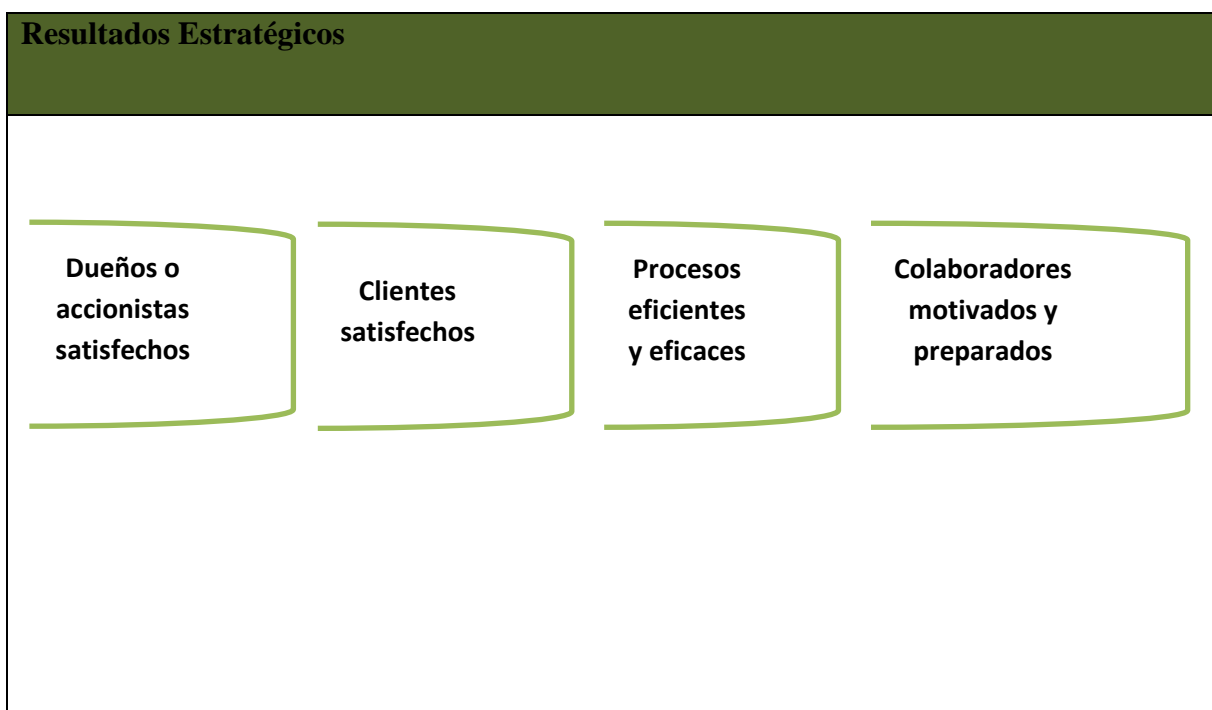 Resultados Estratégicos
Dueños o
accionistas
satisfechos
Clientes
satisfechos
Procesos
eficientes
y eficaces
Colaboradores
motivados y
preparados